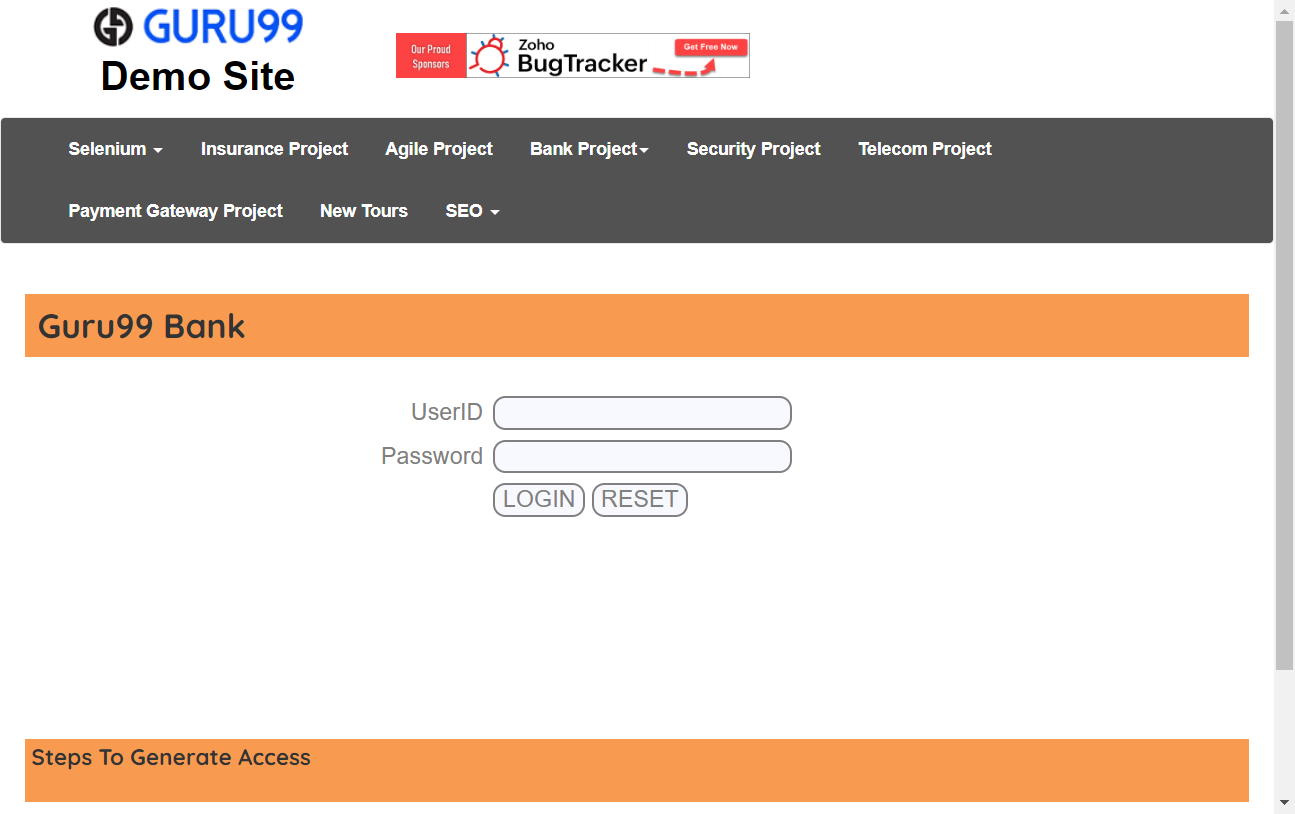 GURU99
Demo Site
Our Proud
Sponsors
Zoho
BugTracker
Get Free Now
Selenium Insurance Project Agile Project Bank Project Security Project Telecom Project
Payment Gateway Project New Tours SEO
Guru99 Bank
UserID
Password
LOGIN RESET
Steps To Generate Access